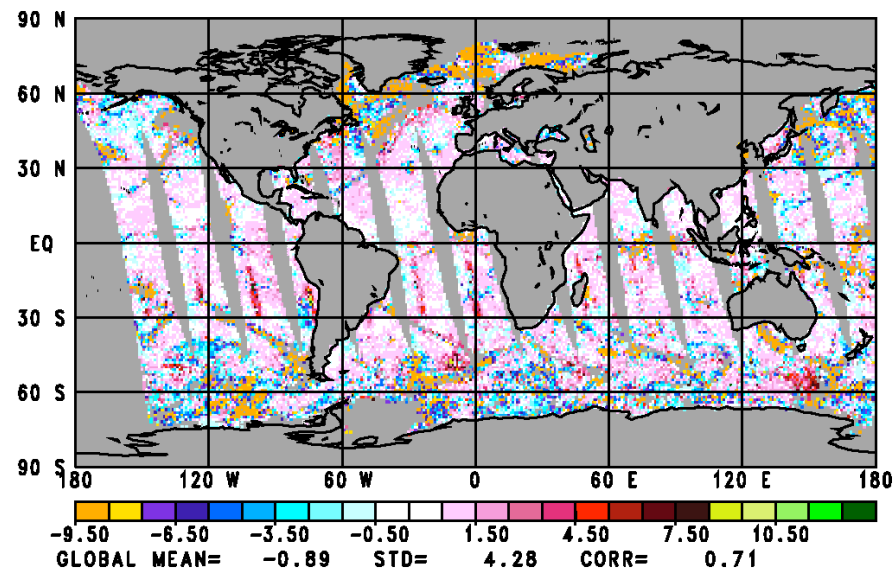 90 N
60 N
30 N
EQ
30 S
60 S
90 S
180 120 W 60 W 0 60 E 120 E 180
-9.50 -6.50 -3.50 -0.50 1.50 4.50 7.50 10.50
GLOBAL MEAN= -0.89 STD= 4.28 CORR= 0.71